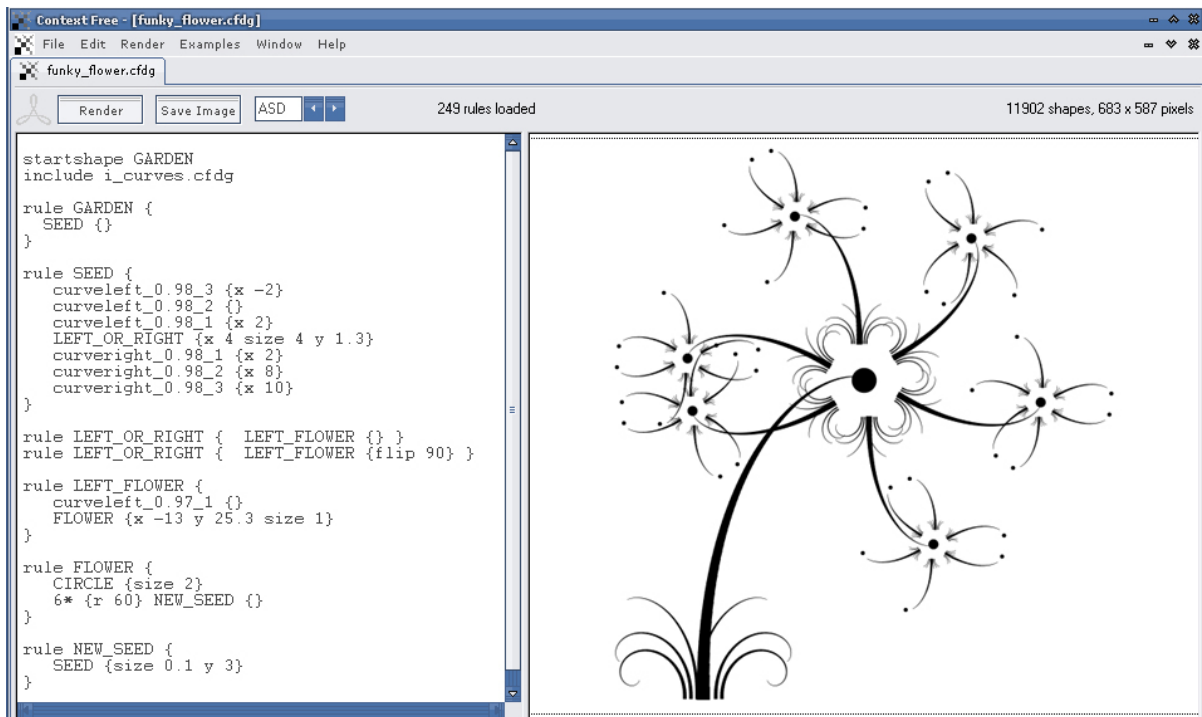 Context Free - [funky_flower.cfdg]
File Edit Render Examples Window Help
funky_flower.cfdg
Render Save Image ASD 249 rules loaded 11902 shapes, 683 x 587 pixels
startshape GARDEN
include i_curves.cfdg
rule GARDEN {
SEED {}
}
rule SEED {
curveleft_0.98_3 {x -2}
curveleft_0.98_2 {}
curveleft_0.98_1 {x 2}
LEFT_OR_RIGHT {x 4 size 4 y 1.3}
curveright_0.98_1 {x 2}
curveright_0.98_2 {x 8}
curveright_0.98_3 {x 10}
}
rule LEFT_OR_RIGHT {  LEFT_FLOWER {} }
rule LEFT_OR_RIGHT {  LEFT_FLOWER {flip 90} }
rule LEFT_FLOWER {
curveleft_0.97_1 {}
FLOWER {x -13 y 25.3 size 1}
}
rule FLOWER {
CIRCLE {size 2}
6* {r 60} NEW_SEED {}
}
rule NEW_SEED {
SEED {size 0.1 y 3}
}